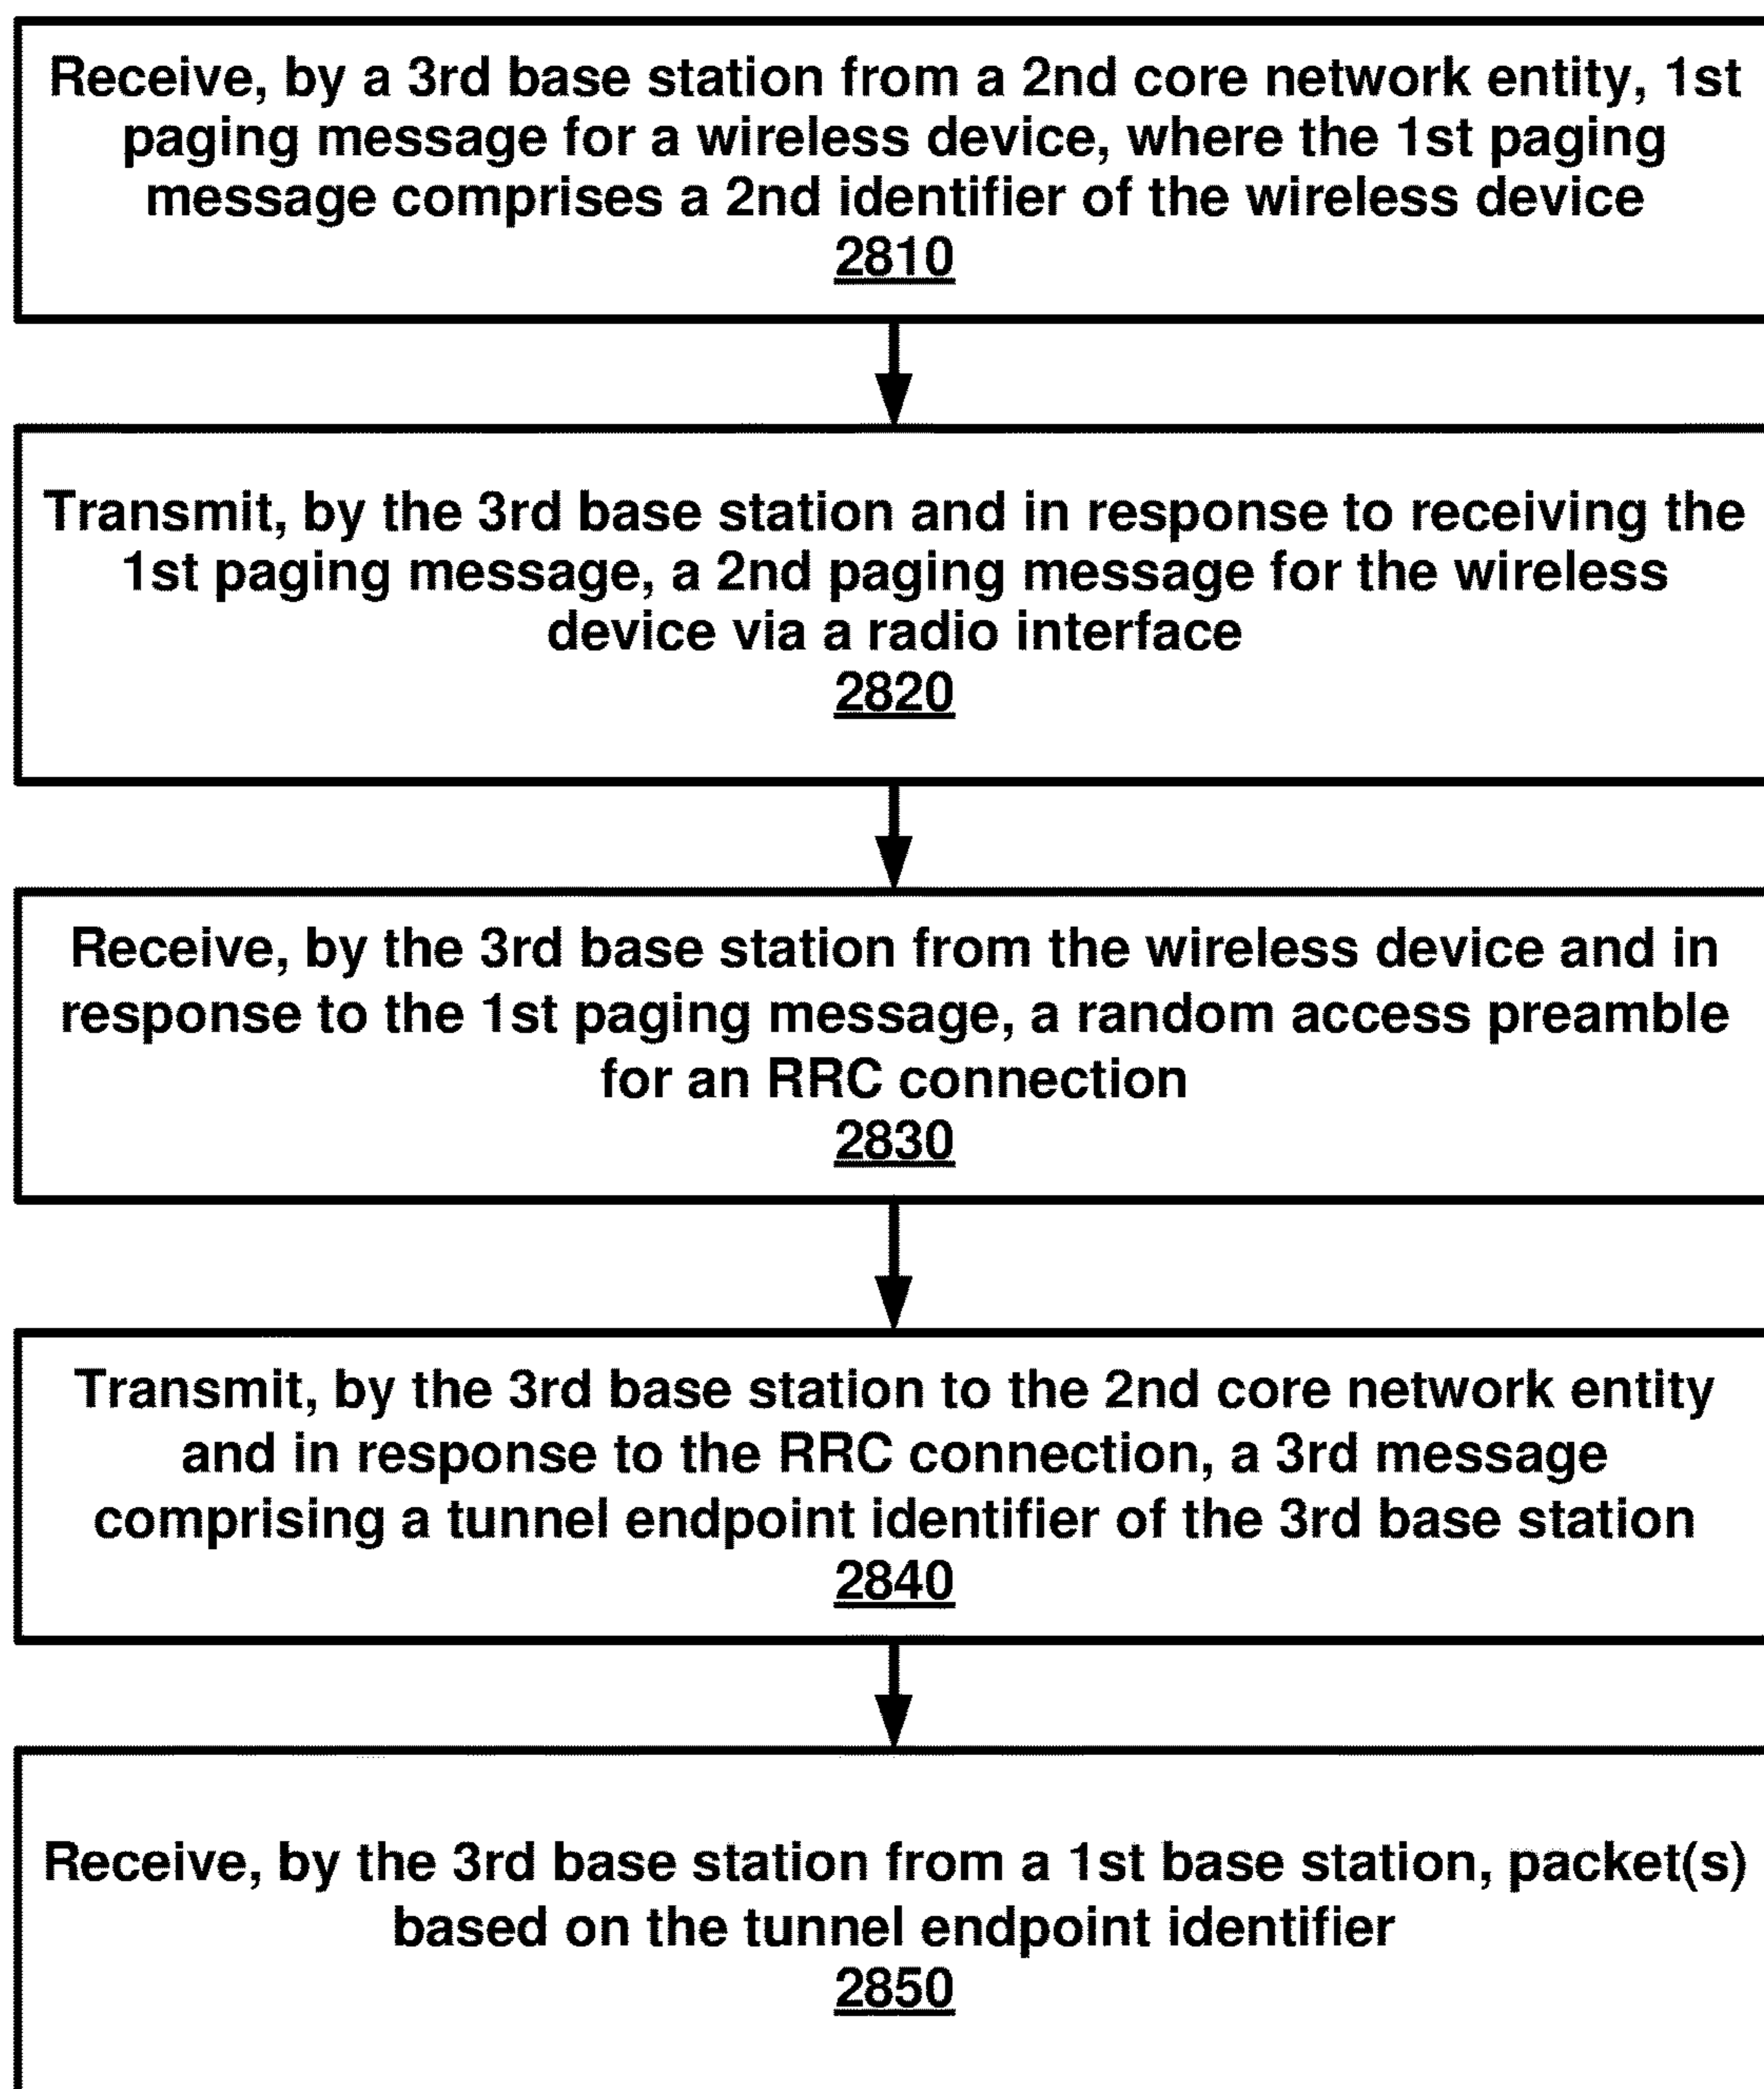 Receive, by a 3rd base station from a 2nd core network entity, 1st
paging message for a wireless device, where the 1st paging
message comprises a 2nd identifier of the wireless device
2810
Transmit, by the 3rd base station and in response to receiving the
1st paging message, a 2nd paging message for the wireless
device via a radio interface
2820
Receive, by the 3rd base station from the wireless device and in
response to the 1st paging message, a random access preamble
for an RRC connection
2830
Transmit, by the 3rd base station to the 2nd core network entity
and in response to the RRC connection, a 3rd message
comprising a tunnel endpoint identifier of the 3rd base station
2840
Receive, by the 3rd base station from a 1st base station, packet(s)
based on the tunnel endpoint identifier
2850